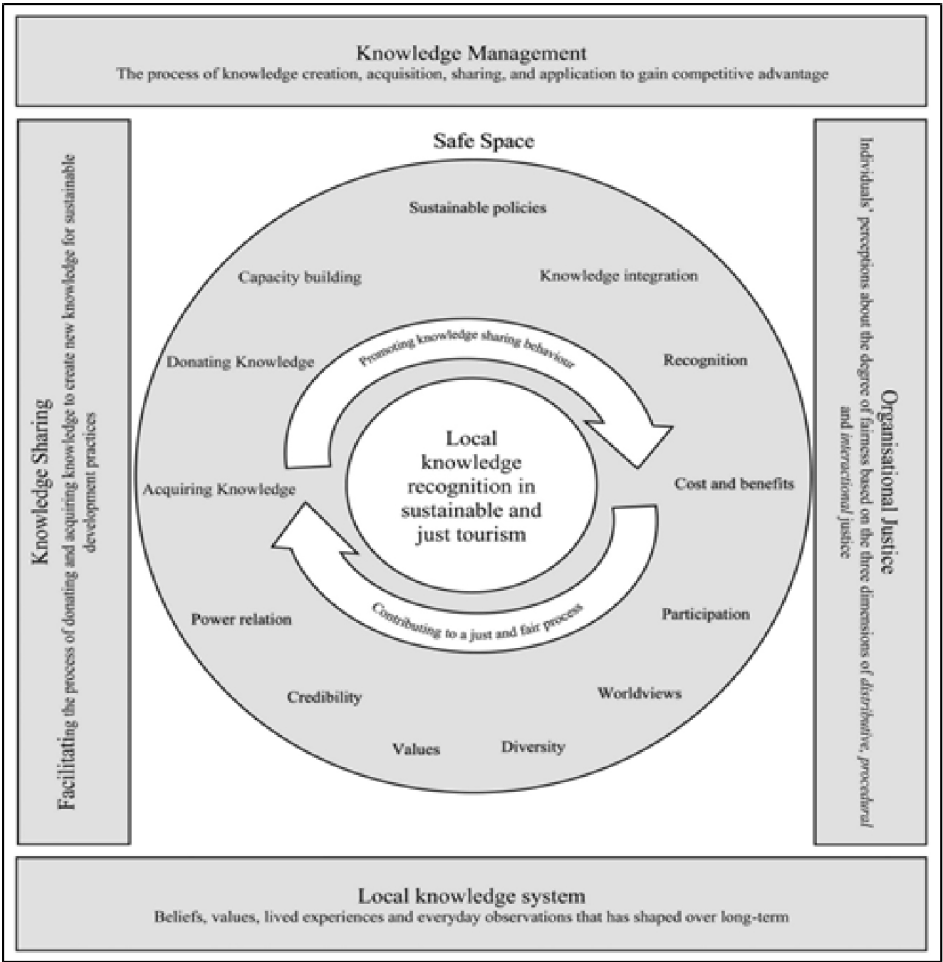 Knowledge Management
The process of knowledge creation, acquisition, sharing, and application to gain competitive advantage
Knowledge Sharing
Facilitating the process of donating and acquiring knowledge to create new knowledge for sustainable
development practices
Safe Space
Sustainable policies
Capacity building
Knowledge integration
Promoting knowledge sharing behaviour
Donating Knowledge
Recognition
Local
knowledge
recognition in
sustainable and
just tourism
Acquiring Knowledge
Cost and benefits
Contributing to a just and fair process
Power relation
Participation
Credibility
Worldviews
Values
Diversity
Organisational Justice
Individuals' perceptions about the degree of fairness based on the three dimensions of distributive, procedural
and interactional justice
Local knowledge system
Beliefs, values, lived experiences and everyday observations that has shaped over long-term